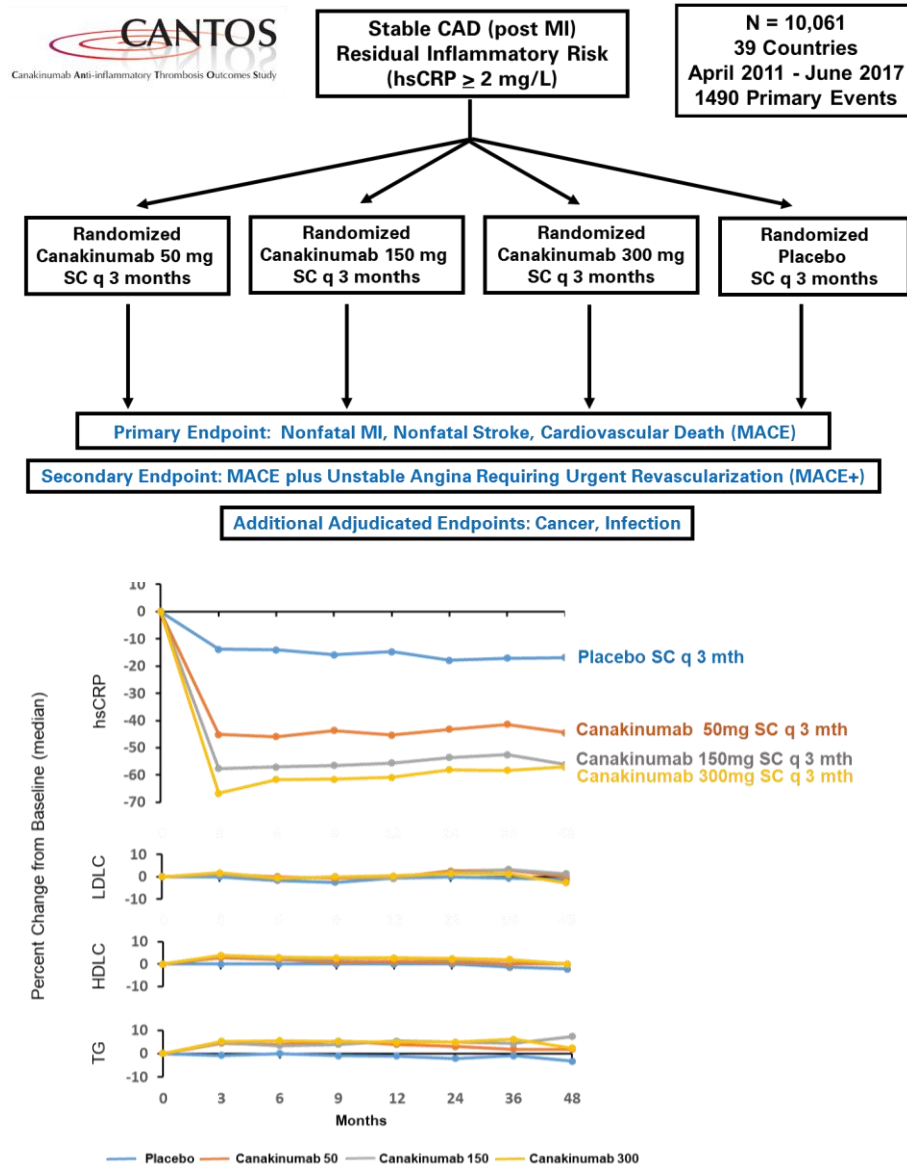 CANTOS
Canakinumab Anti-inflammatory Thrombosis Outcomes Study
Stable CAD (post MI)
Residual Inflammatory Risk
(hsCRP ≥ 2 mg/L)
N = 10,061
39 Countries
April 2011 - June 2017
1490 Primary Events
Randomized
Canakinumab 50 mg
SC q 3 months
Randomized
Canakinumab 150 mg
SC q 3 months
Randomized
Canakinumab 300 mg
SC q 3 months
Randomized
Placebo
SC q 3 months
Primary Endpoint: Nonfatal MI, Nonfatal Stroke, Cardiovascular Death (MACE)
Secondary Endpoint: MACE plus Unstable Angina Requiring Urgent Revascularization (MACE+)
Additional Adjudicated Endpoints: Cancer, Infection
Percent Change from Baseline (median)
hsCRP
10
0
-10
-20
-30
-40
-50
-60
-70
Placebo SC q 3 mth
Canakinumab 50mg SC q 3 mth
Canakinumab 150mg SC q 3 mth
Canakinumab 300mg SC q 3 mth
LDLC
10
0
-10
HDLC
10
0
-10
TG
10
0
-10
0 3 6 9 12 24 36 48
Months
Placebo Canakinumab 50 Canakinumab 150 Canakinumab 300